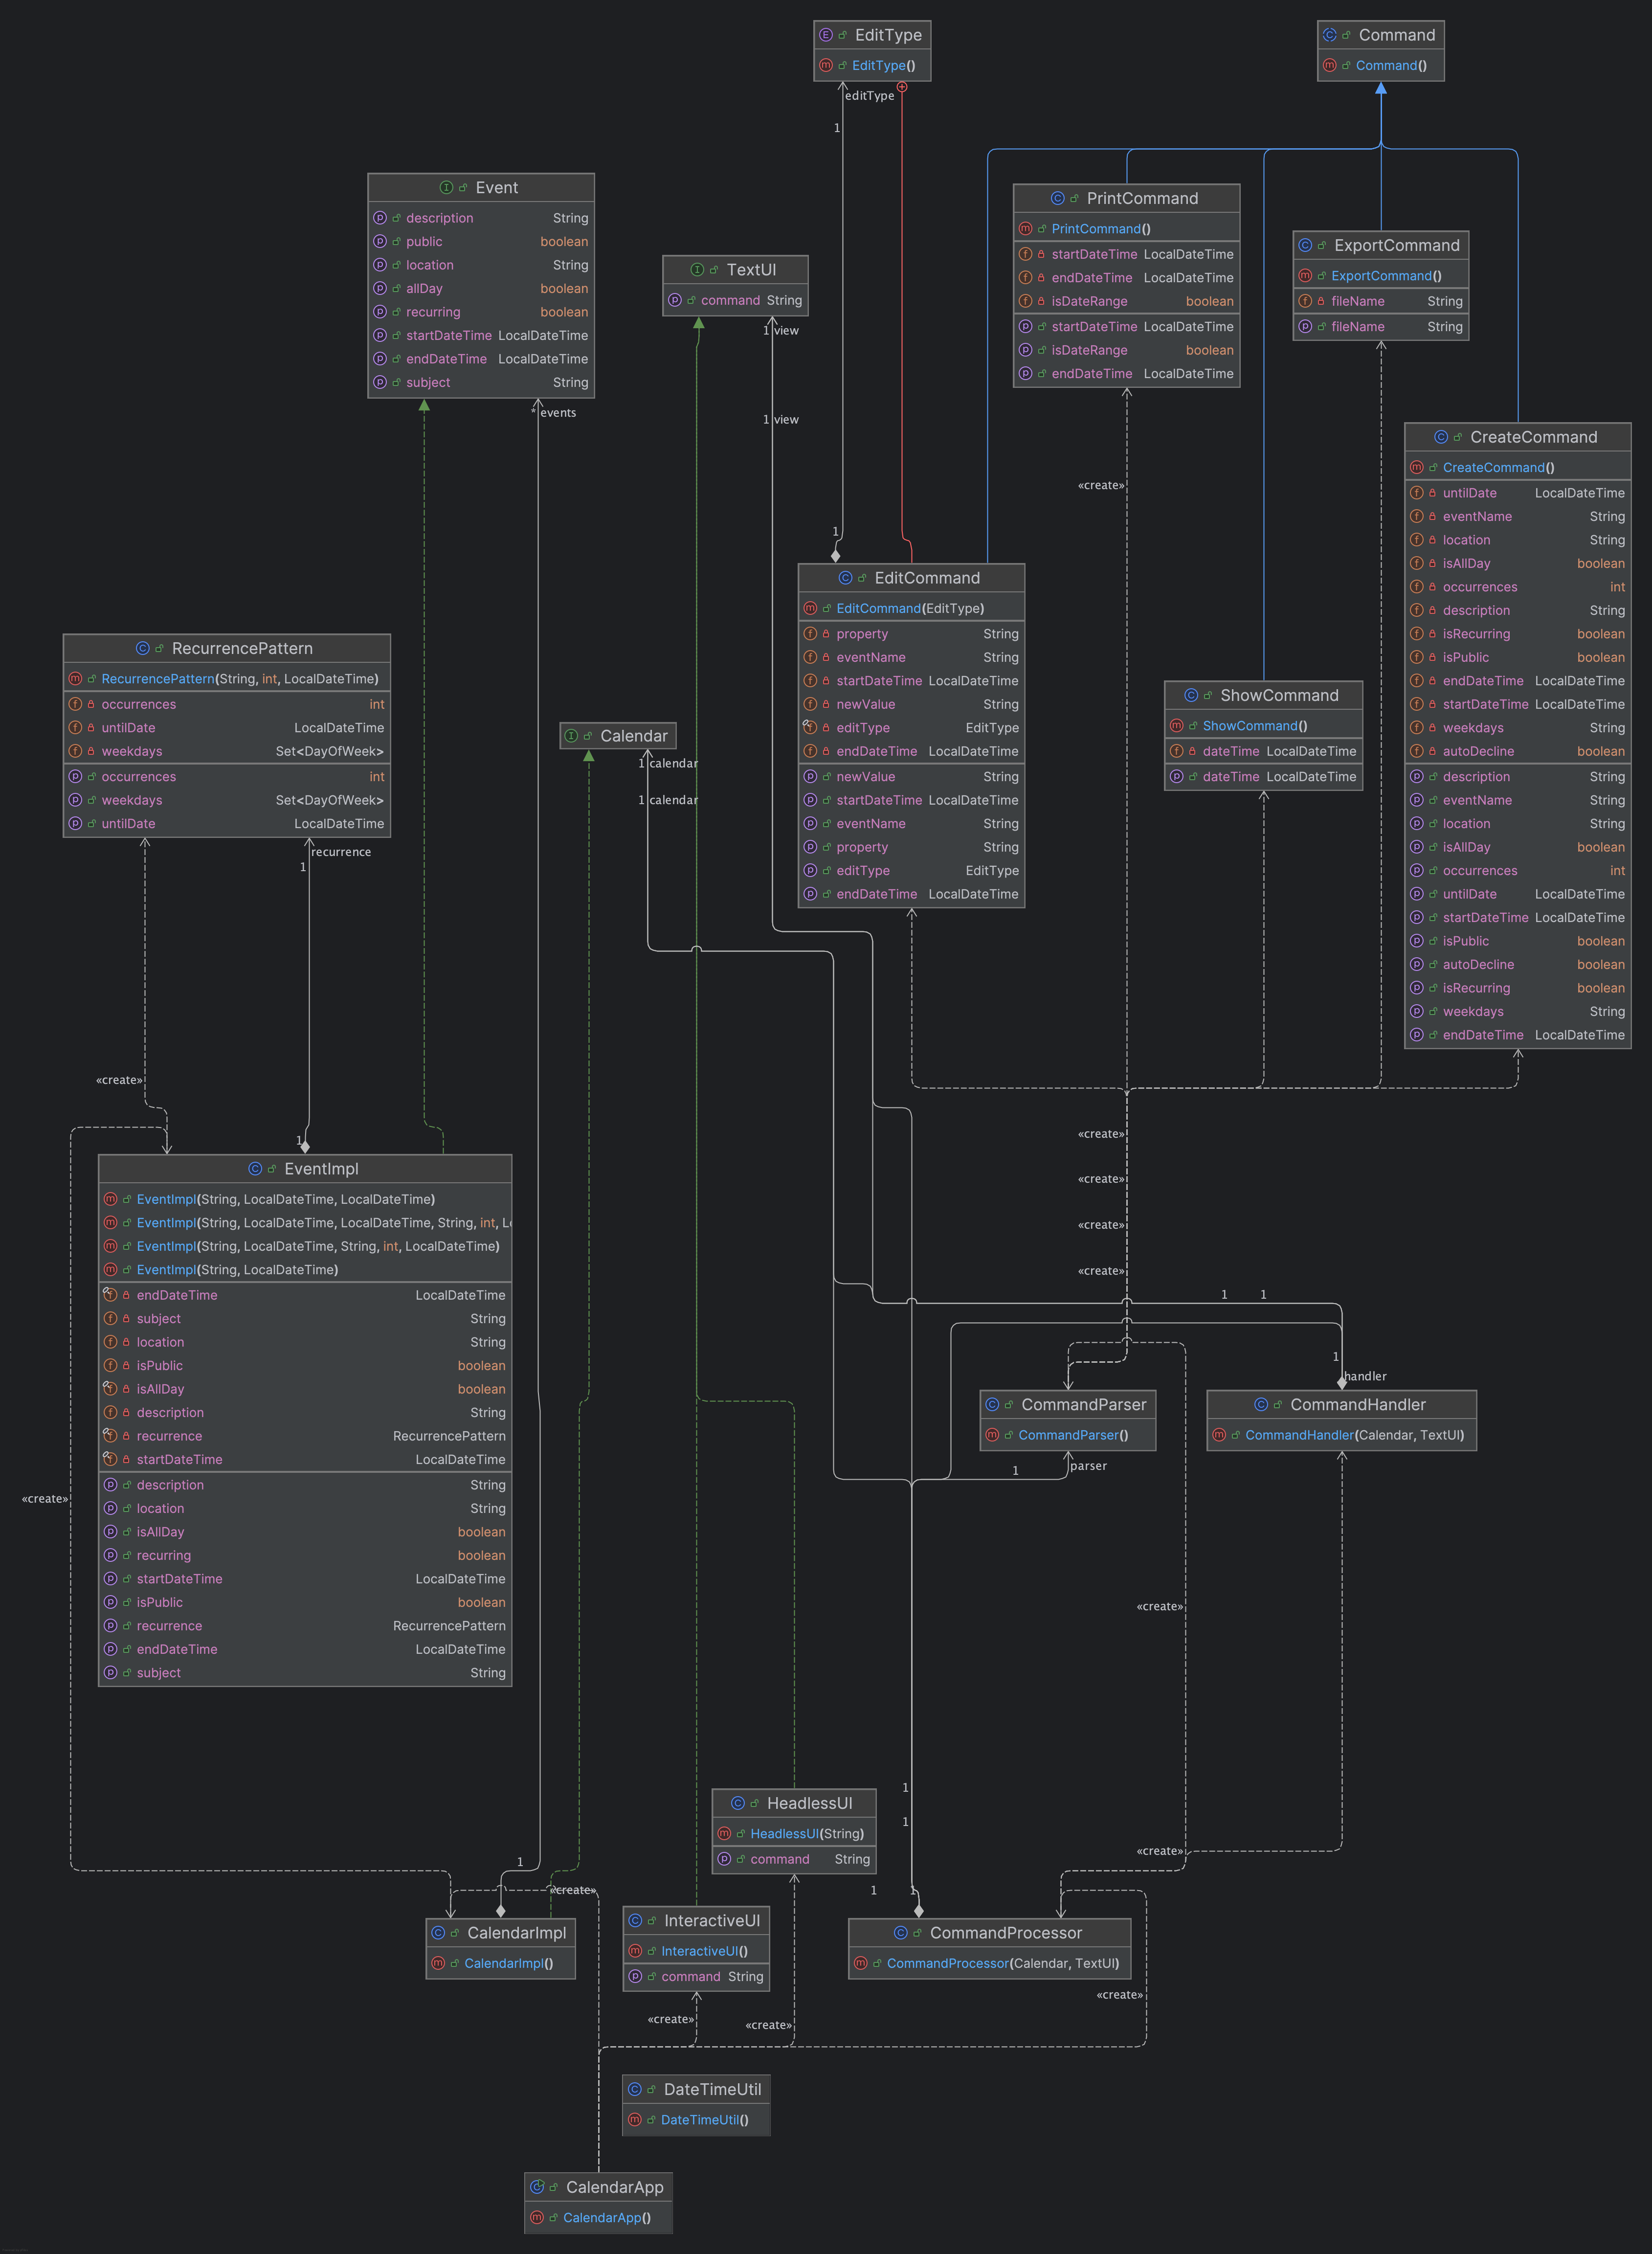 EditType
EditType()
Command
Command()
editType
1
Event
description String
public boolean
location String
allDay boolean
recurring boolean
startDateTime LocalDateTime
endDateTime LocalDateTime
subject String
* events
PrintCommand
PrintCommand()
startDateTime LocalDateTime
endDateTime LocalDateTime
isDateRange boolean
startDateTime LocalDateTime
isDateRange boolean
endDateTime LocalDateTime
ExportCommand
ExportCommand()
fileName String
fileName String
TextUI
command String
1 view
1 view
CreateCommand
CreateCommand()
untilDate LocalDateTime
eventName String
location String
isAllDay boolean
occurrences int
description String
isRecurring boolean
isPublic boolean
endDateTime LocalDateTime
startDateTime LocalDateTime
weekdays String
autoDecline boolean
description String
eventName String
location String
isAllDay boolean
occurrences int
untilDate LocalDateTime
startDateTime LocalDateTime
isPublic boolean
autoDecline boolean
isRecurring boolean
weekdays String
endDateTime LocalDateTime
«create»
1
EditCommand
EditCommand(EditType)
property String
eventName String
startDateTime LocalDateTime
newValue String
editType EditType
endDateTime LocalDateTime
newValue String
startDateTime LocalDateTime
eventName String
property String
editType EditType
endDateTime LocalDateTime
RecurrencePattern
RecurrencePattern(String, int, LocalDateTime)
occurrences int
untilDate LocalDateTime
weekdays Set<DayOfWeek>
occurrences int
weekdays Set<DayOfWeek>
untilDate LocalDateTime
ShowCommand
ShowCommand()
dateTime LocalDateTime
dateTime LocalDateTime
Calendar
1 calendar
1 calendar
recurrence
1
«create»
1
«create»
«create»
«create»
«create»
EventImpl
EventImpl(String, LocalDateTime, LocalDateTime)
EventImpl(String, LocalDateTime, LocalDateTime, String, int, L
EventImpl(String, LocalDateTime, String, int, LocalDateTime)
EventImpl(String, LocalDateTime)
endDateTime LocalDateTime
subject String
location String
isPublic boolean
isAllDay boolean
description String
recurrence RecurrencePattern
startDateTime LocalDateTime
description String
location String
isAllDay boolean
recurring boolean
startDateTime LocalDateTime
isPublic boolean
recurrence RecurrencePattern
endDateTime LocalDateTime
subject String
1 1
1
handler
CommandParser
CommandParser()
CommandHandler
CommandHandler(Calendar, TextUI)
1
parser
«create»
«create»
1
1
HeadlessUI
HeadlessUI(String)
command String
«create»
1
«create»
1 1
CalendarImpl
CalendarImpl()
InteractiveUI
InteractiveUI()
command String
CommandProcessor
CommandProcessor(Calendar, TextUI)
«create»
«create»
«create»
DateTimeUtil
DateTimeUtil()
CalendarApp
CalendarApp()